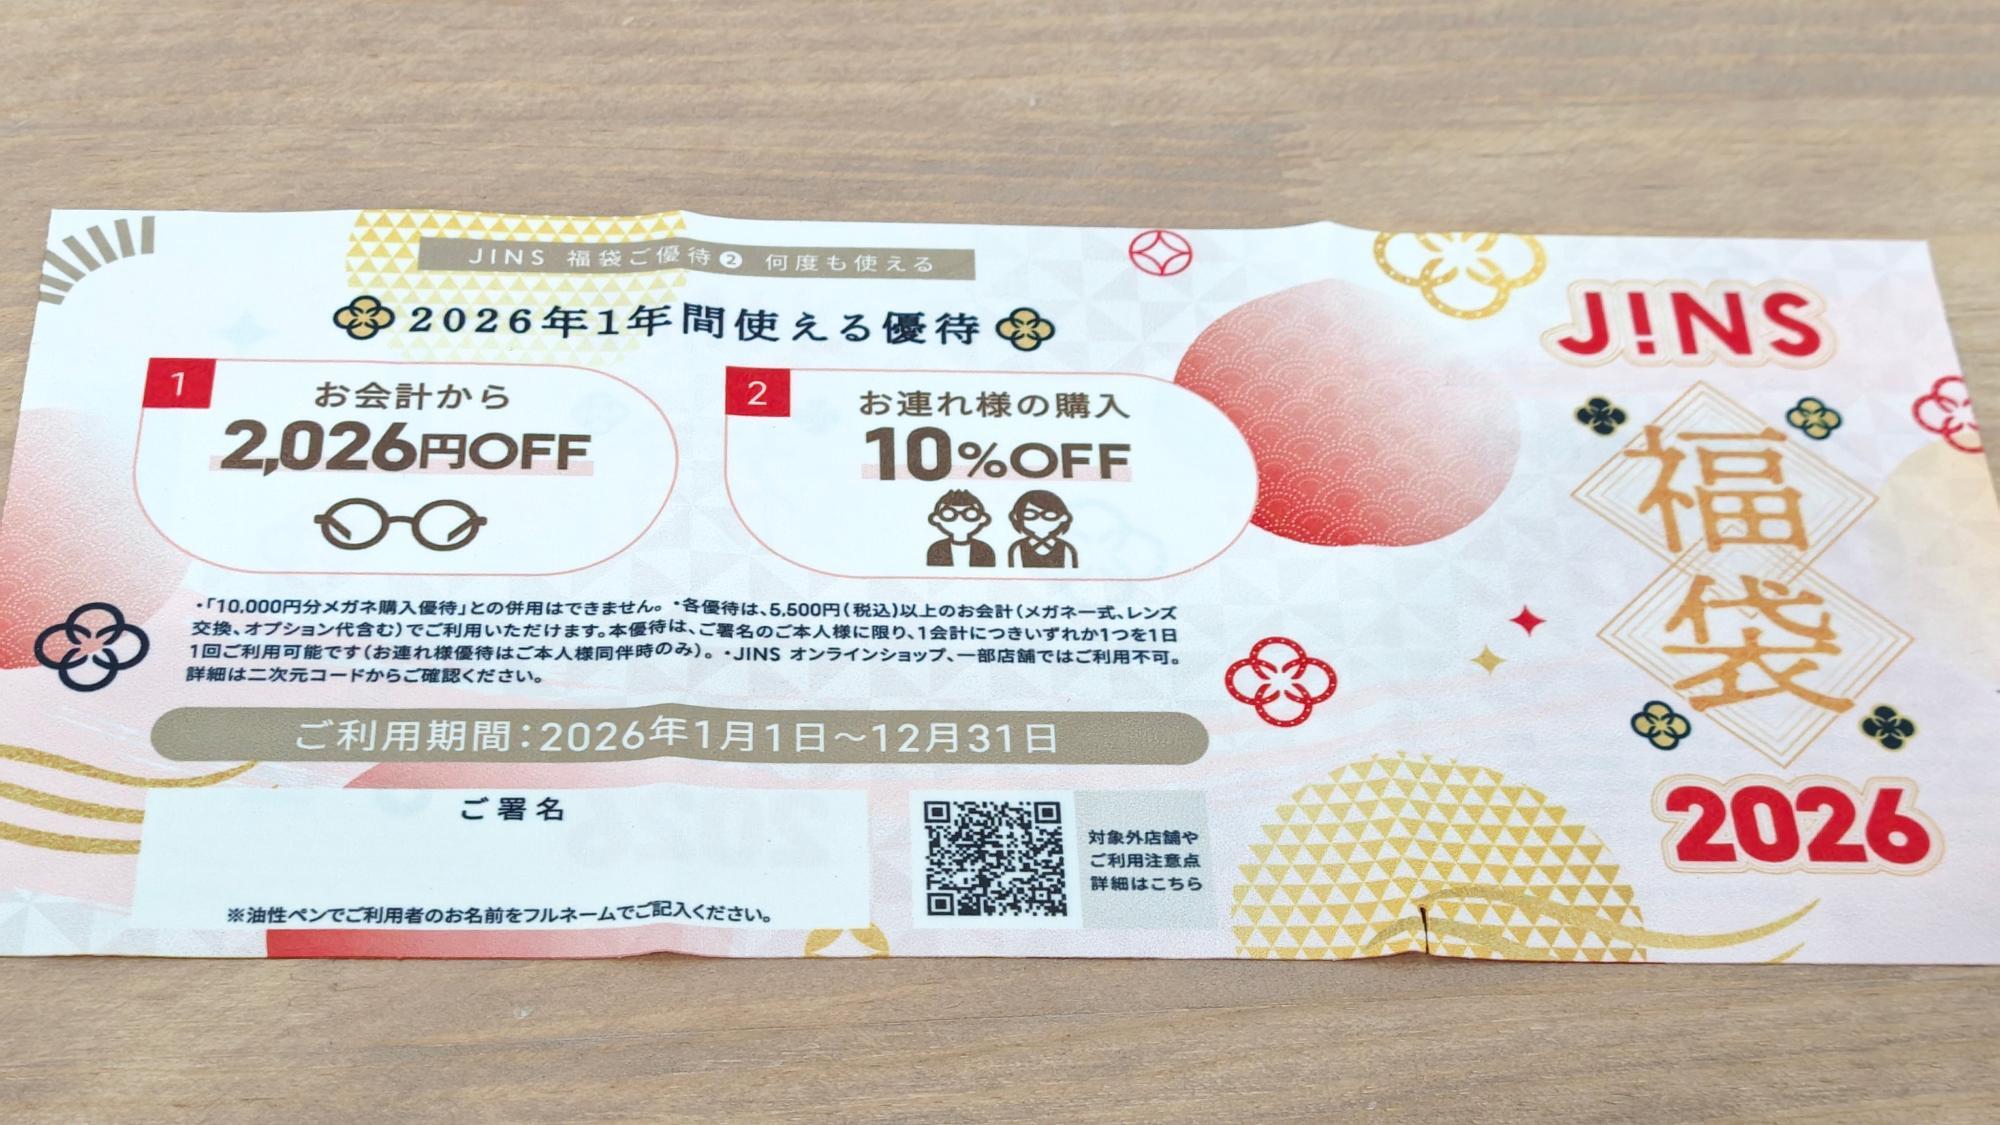 JINS 福袋ご優待❷ 何度も使える
2026年1年間使える優待
1
お会計から
2,026円OFF
2
お連れ様の購入
10%OFF
・「10,000円分メガネ購入優待」との併用はできません。・各優待は、5,500円(税込)以上のお会計(メガネ一式、レンズ
交換、オプション代含む)でご利用いただけます。本優待は、ご署名のご本人様に限り、1会計につきいずれか1つを1日
1回ご利用可能です(お連れ様優待はご本人様同伴時のみ)。・JINS オンラインショップ、一部店舗ではご利用不可。
詳細は二次元コードからご確認ください。
ご利用期間：2026年1月1日～12月31日
ご署名
※油性ペンでご利用者のお名前をフルネームでご記入ください。
対象外店舗や
ご利用注意点
詳細はこちら
J!NS
福
袋
2026